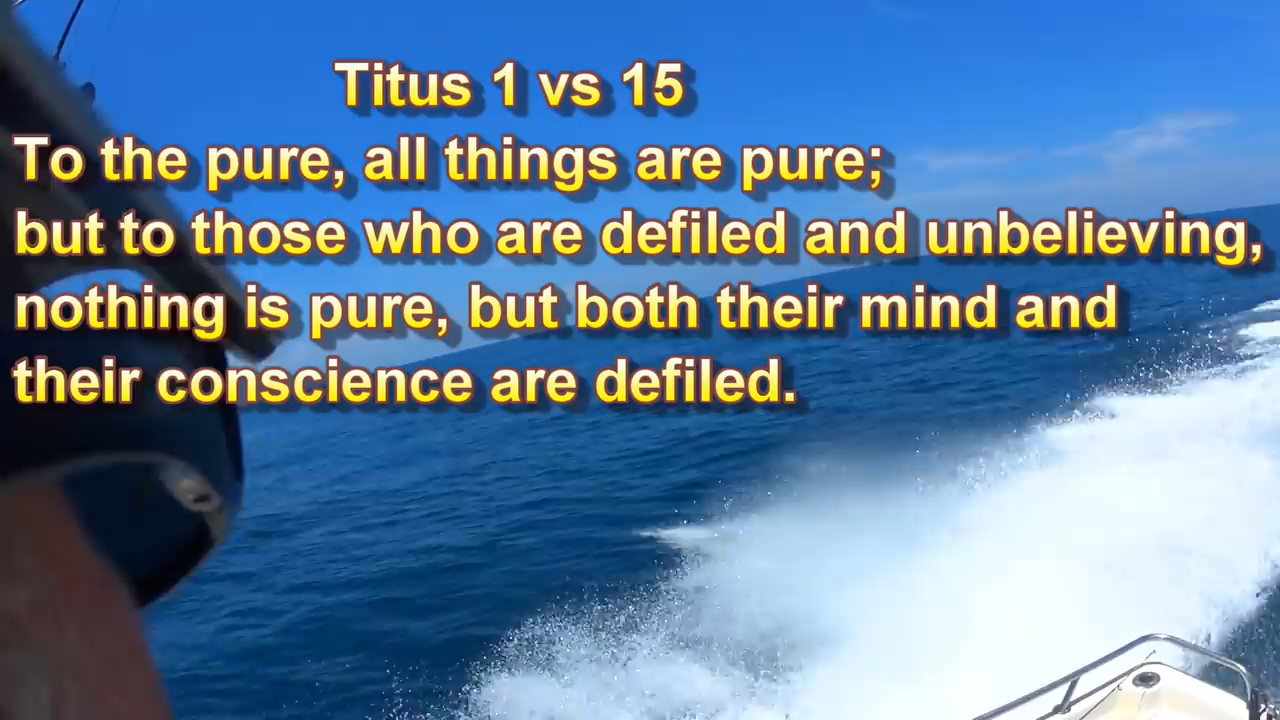 Titus 1 vs 15
To the pure, all things are pure;
but to those who are defiled and unbelieving,
nothing is pure, but both their mind and
their conscience are defiled.